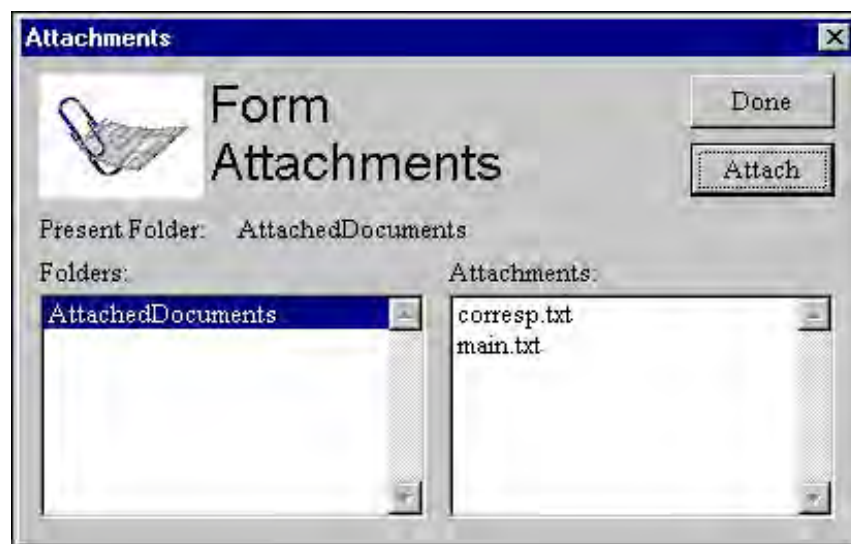 Attachments
Form
Attachments
Done
Attach
Present Folder: AttachedDocuments
Folders:
Attachments:
AttachedDocuments
corresp.txt
main.txt